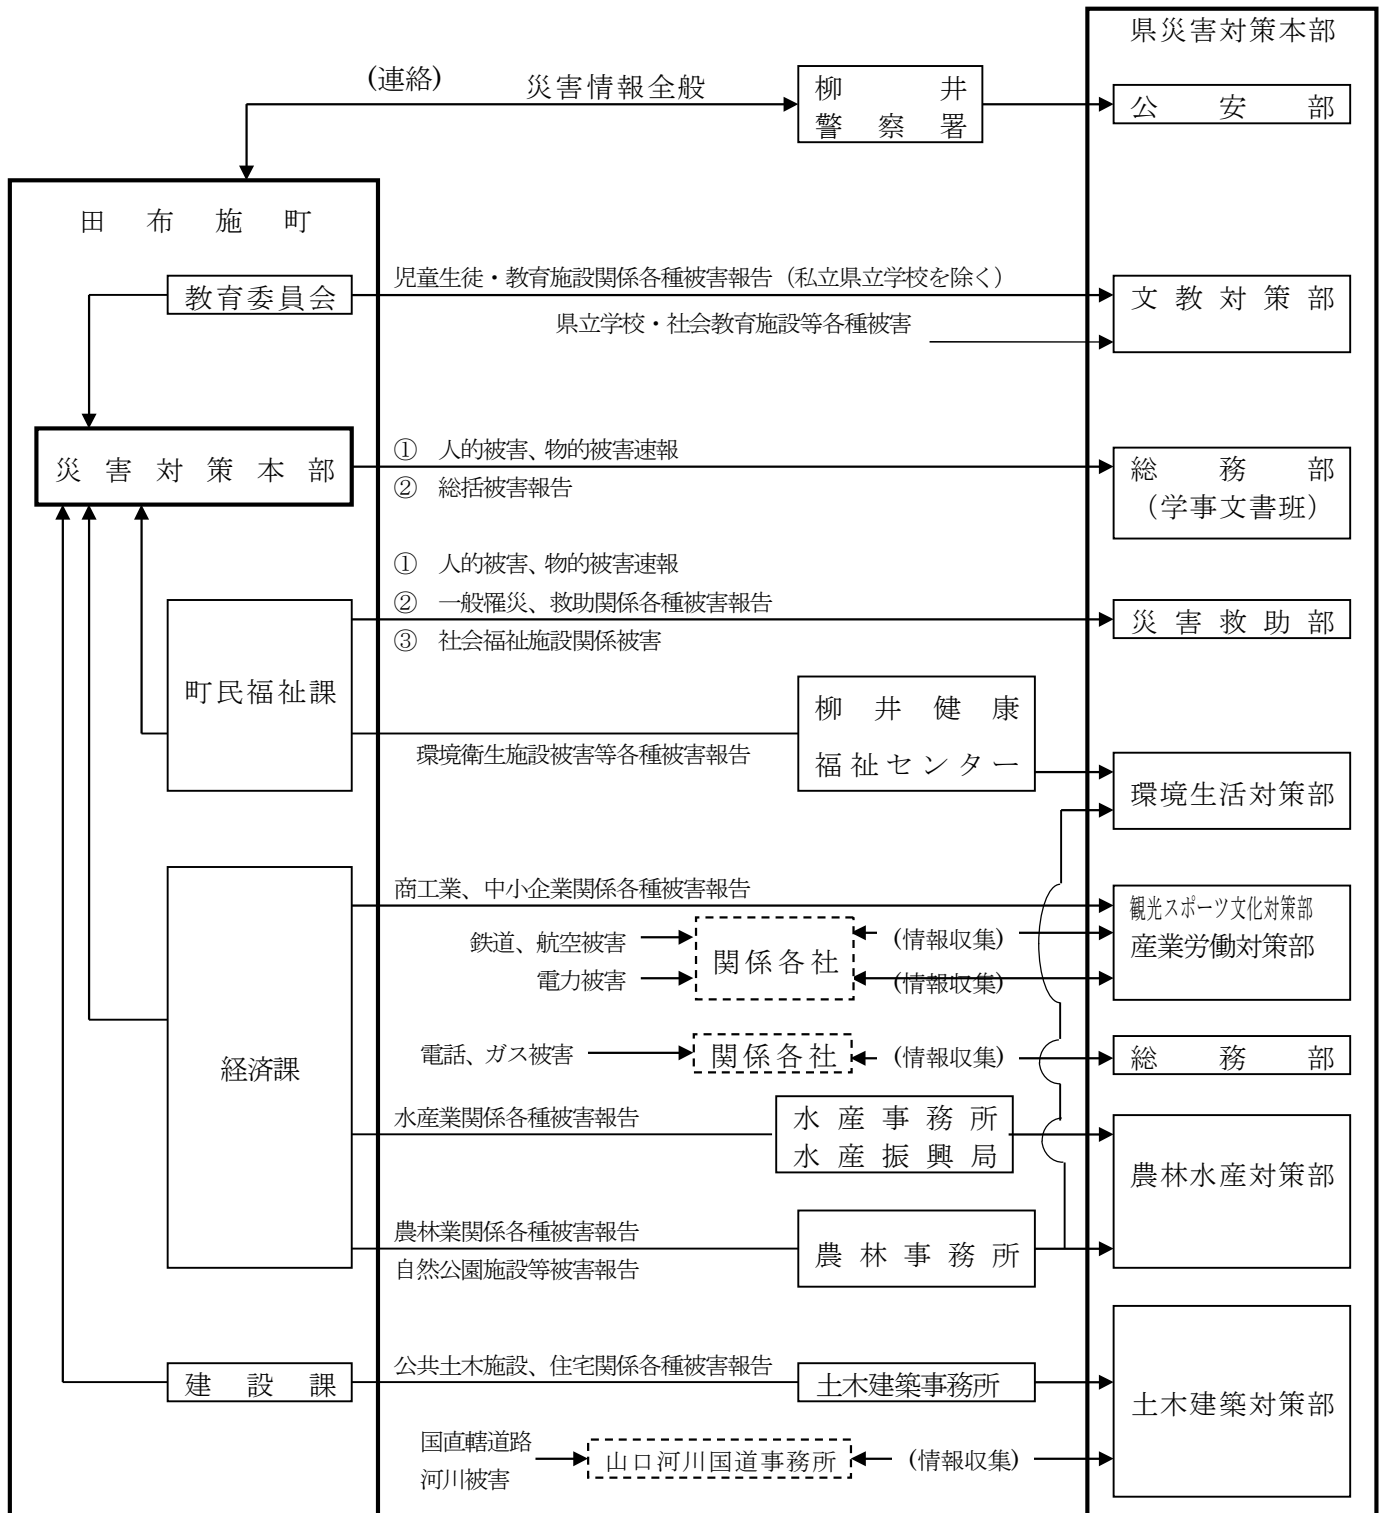 県災害対策本部
(連絡)
災害情報全般
柳井
警察署
公安部
田布施町
教育委員会
児童生徒・教育施設関係各種被害報告（私立県立学校を除く）
県立学校・社会教育施設等各種被害
文教対策部
災害対策本部
① 人的被害、物的被害速報
② 総括被害報告
総務部
（学事文書班）
① 人的被害、物的被害速報
② 一般罹災、救助関係各種被害報告
③ 社会福祉施設関係被害
災害救助部
町民福祉課
環境衛生施設被害等各種被害報告
柳井健康
福祉センター
環境生活対策部
経済課
商工業、中小企業関係各種被害報告
鉄道、航空被害
電力被害
関係各社
(情報収集)
(情報収集)
観光スポーツ文化対策部
産業労働対策部
電話、ガス被害
関係各社
(情報収集)
総務部
水産業関係各種被害報告
水産事務所
水産振興局
農林水産対策部
農林業関係各種被害報告
自然公園施設等被害報告
農林事務所
建設課
公共土木施設、住宅関係各種被害報告
土木建築事務所
土木建築対策部
国直轄道路
河川被害
山口河川国道事務所
(情報収集)